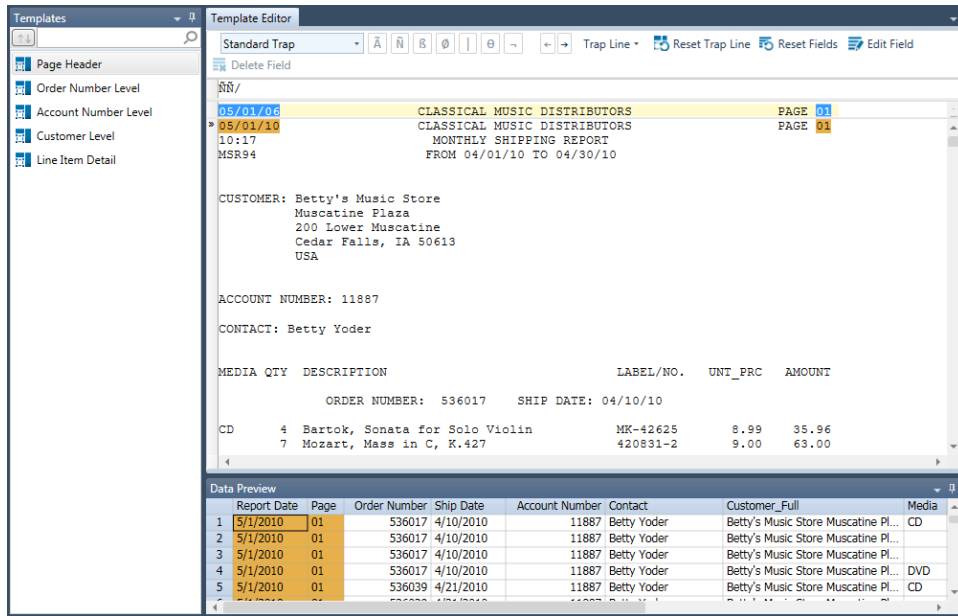 Templates
Page Header
Order Number Level
Account Number Level
Customer Level
Line Item Detail
Template Editor
Standard Trap Ã Ñ ß Ø | θ ¬ ← → Trap Line Reset Trap Line Reset Fields Edit Field
Delete Field
ÑÑ/
05/01/06 CLASSICAL MUSIC DISTRIBUTORS PAGE 01
» 05/01/10 CLASSICAL MUSIC DISTRIBUTORS PAGE 01
10:17 MONTHLY SHIPPING REPORT
MSR94 FROM 04/01/10 TO 04/30/10
CUSTOMER: Betty's Music Store
Muscatine Plaza
200 Lower Muscatine
Cedar Falls, IA 50613
USA
ACCOUNT NUMBER: 11887
CONTACT: Betty Yoder
MEDIA QTY DESCRIPTION LABEL/NO. UNT_PRC AMOUNT
ORDER NUMBER: 536017 SHIP DATE: 04/10/10
CD 4 Bartok, Sonata for Solo Violin MK-42625 8.99 35.96
7 Mozart, Mass in C, K.427 420831-2 9.00 63.00
Data Preview
Report Date Page Order Number Ship Date Account Number Contact Customer_Full Media
1 5/1/2010 01 536017 4/10/2010 11887 Betty Yoder Betty's Music Store Muscatine Pl... CD
2 5/1/2010 01 536017 4/10/2010 11887 Betty Yoder Betty's Music Store Muscatine Pl...
3 5/1/2010 01 536017 4/10/2010 11887 Betty Yoder Betty's Music Store Muscatine Pl...
4 5/1/2010 01 536017 4/10/2010 11887 Betty Yoder Betty's Music Store Muscatine Pl... DVD
5 5/1/2010 01 536039 4/21/2010 11887 Betty Yoder Betty's Music Store Muscatine Pl... CD